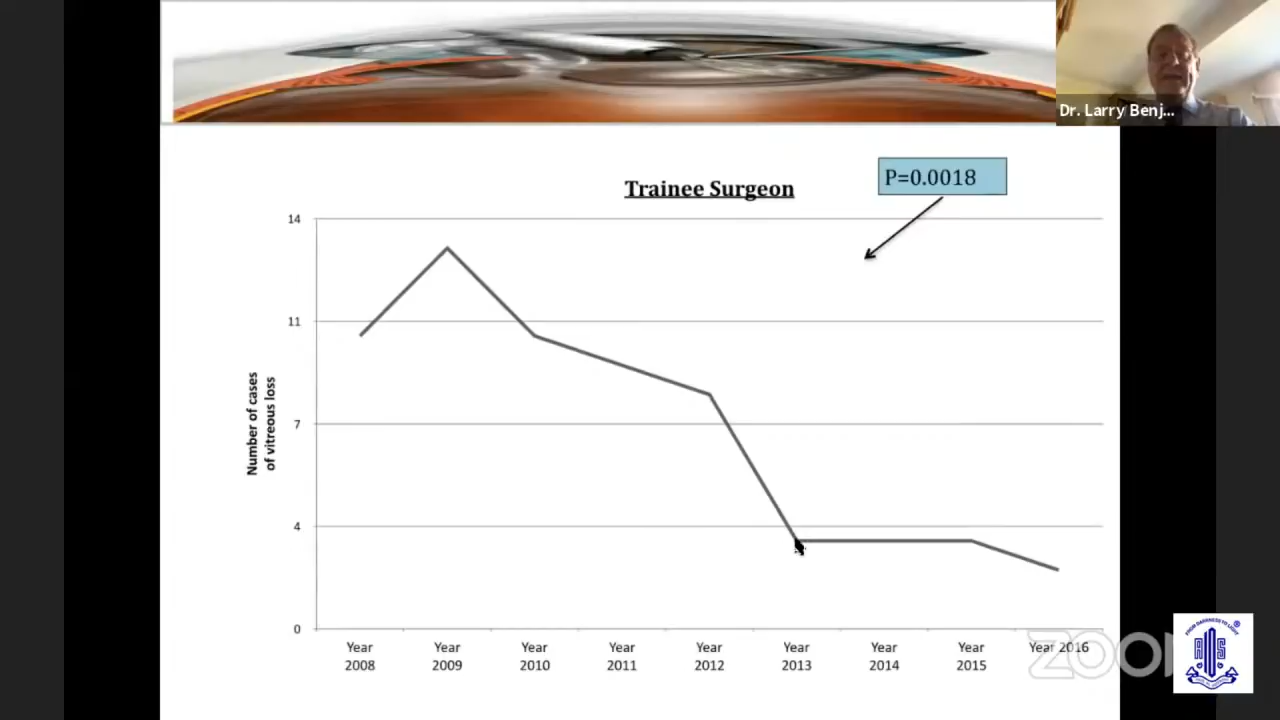 Dr. Larry Benj...
Trainee Surgeon
P=0.0018
14
11
7
4
0
Number of cases
of vitreous loss
Year
2008
Year
2009
Year
2010
Year
2011
Year
2012
Year
2013
Year
2014
Year
2015
Year 2016